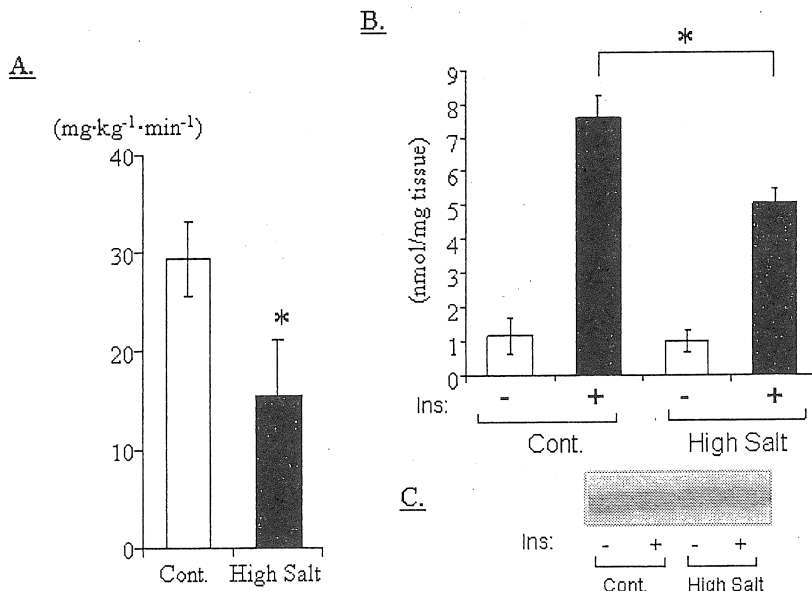 A.
(mg·kg⁻¹·min⁻¹)
40
30
20
10
0
*
Cont. High Salt
B.
*
(nmol/mg tissue)
9
8
7
6
5
4
3
2
1
0
Ins: - + - +
Cont. High Salt
C.
Ins: - + - +
Cont. High Salt